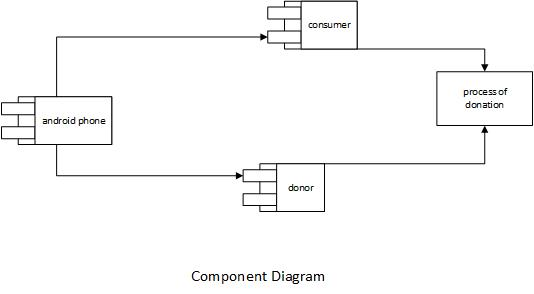 consumer
process of
donation
android phone
donor
Component Diagram